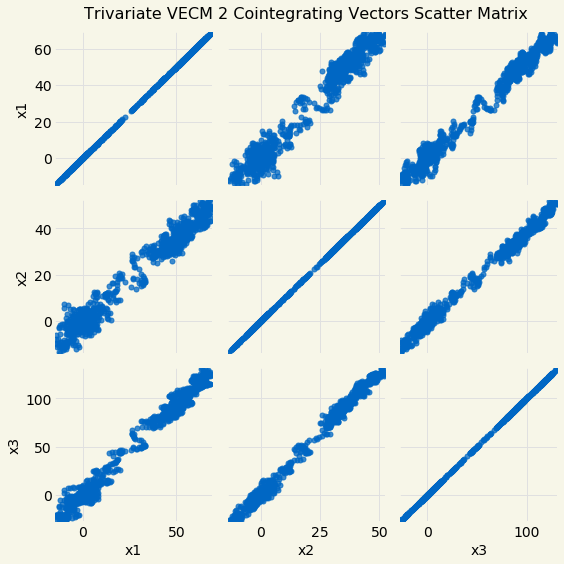 Trivariate VECM 2 Cointegrating Vectors Scatter Matrix
60
40
20
0
x1
40
20
0
x2
100
50
0
x3
0 50
0 25 50
0 100
x1 x2 x3